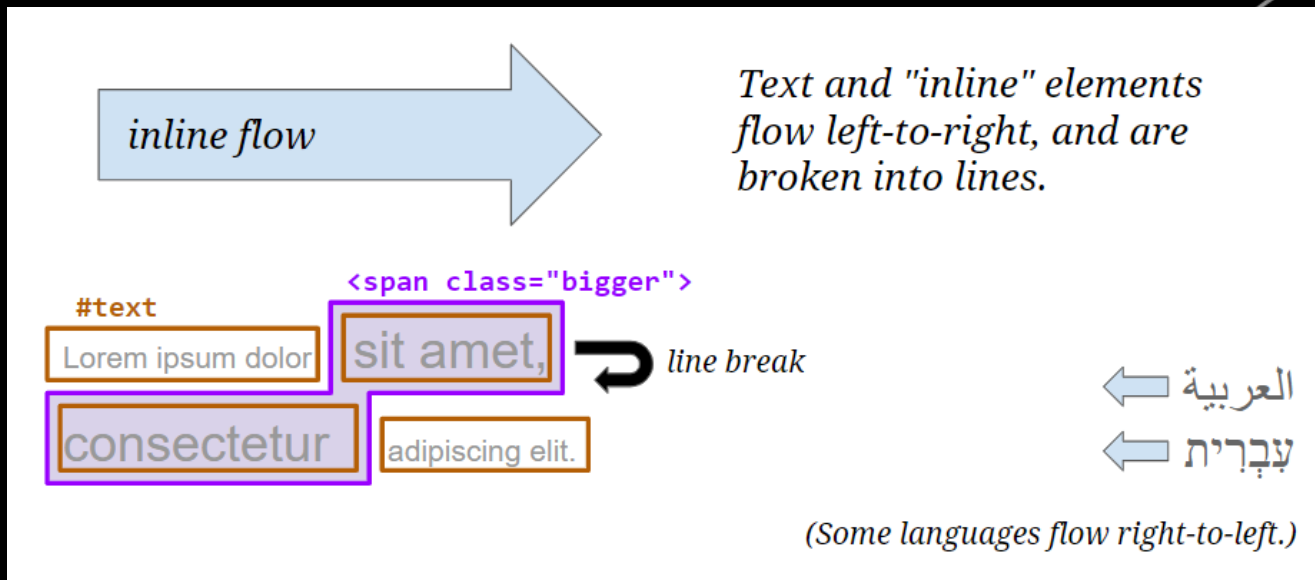 inline flow
Text and "inline" elements
flow left-to-right, and are
broken into lines.
<span class="bigger">
#text
Lorem ipsum dolor
sit amet,
line break
consectetur
adipiscing elit.
العربية
עִבְרִית
(Some languages flow right-to-left.)